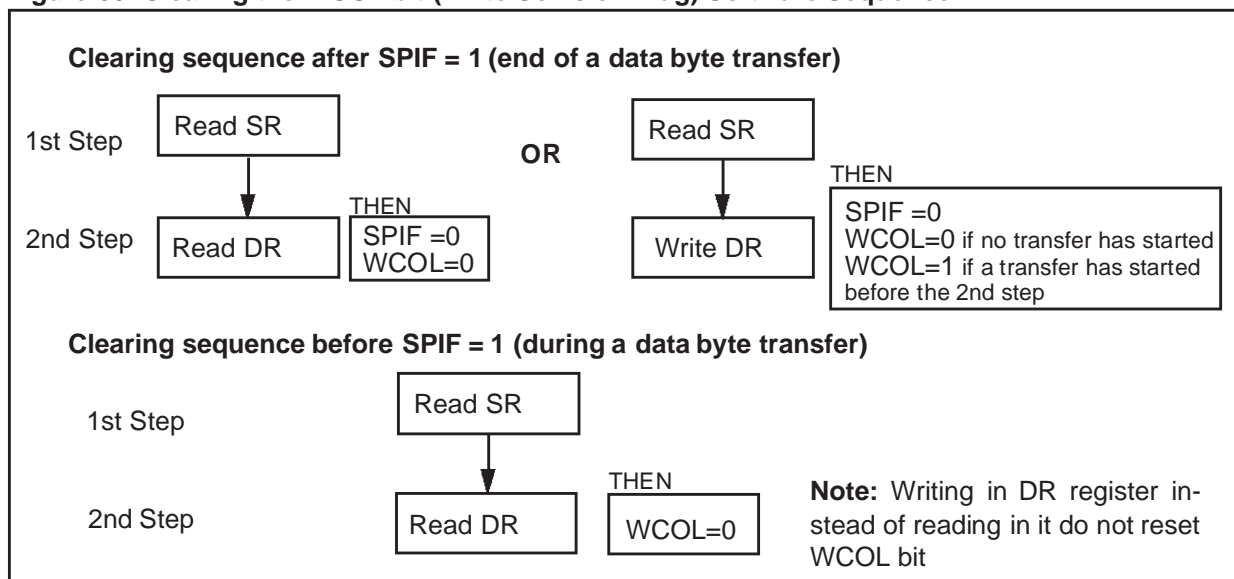 Clearing sequence after SPIF = 1 (end of a data byte transfer)
1st Step
Read SR
OR
Read SR
THEN
2nd Step
Read DR
THEN
SPIF =0
WCOL=0
Write DR
SPIF =0
WCOL=0 if no transfer has started
WCOL=1 if a transfer has started
before the 2nd step
Clearing sequence before SPIF = 1 (during a data byte transfer)
1st Step
Read SR
2nd Step
Read DR
THEN
WCOL=0
Note: Writing in DR register in-
stead of reading in it do not reset
WCOL bit